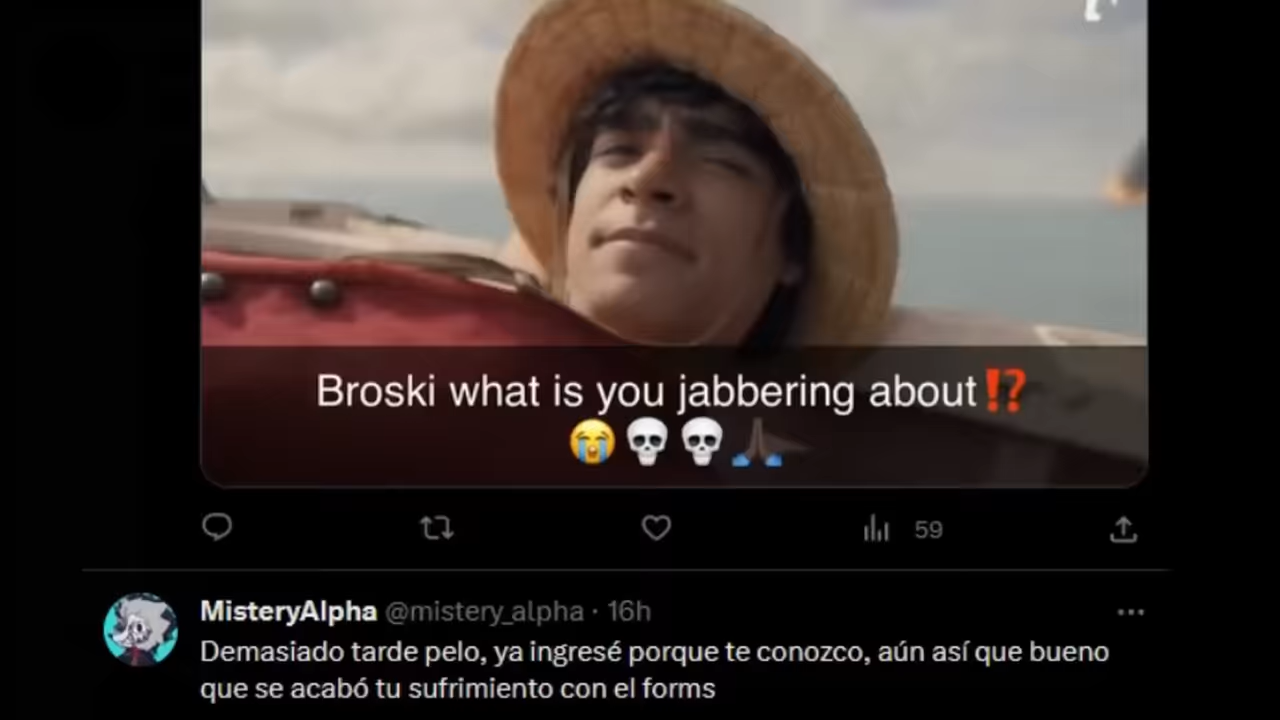 Broski what is you jabbering about⁉️
😭💀💀🙏🏾
59
MisteryAlpha @mistery_alpha · 16h
Demasiado tarde pelo, ya ingresé porque te conozco, aún así que bueno
que se acabó tu sufrimiento con el forms